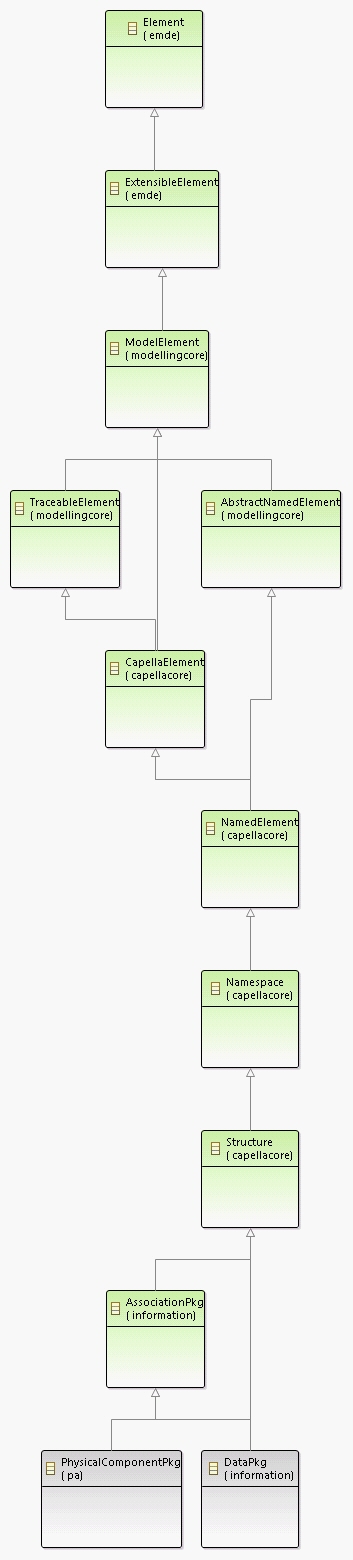 Element
( emde)
ExtensibleElement
( emde)
ModelElement
( modellingcore)
TraceableElement
( modellingcore)
AbstractNamedElement
( modellingcore)
CapellaElement
( capellacore)
NamedElement
( capellacore)
Namespace
( capellacore)
Structure
( capellacore)
AssociationPkg
( information)
PhysicalComponentPkg
( pa)
DataPkg
( information)